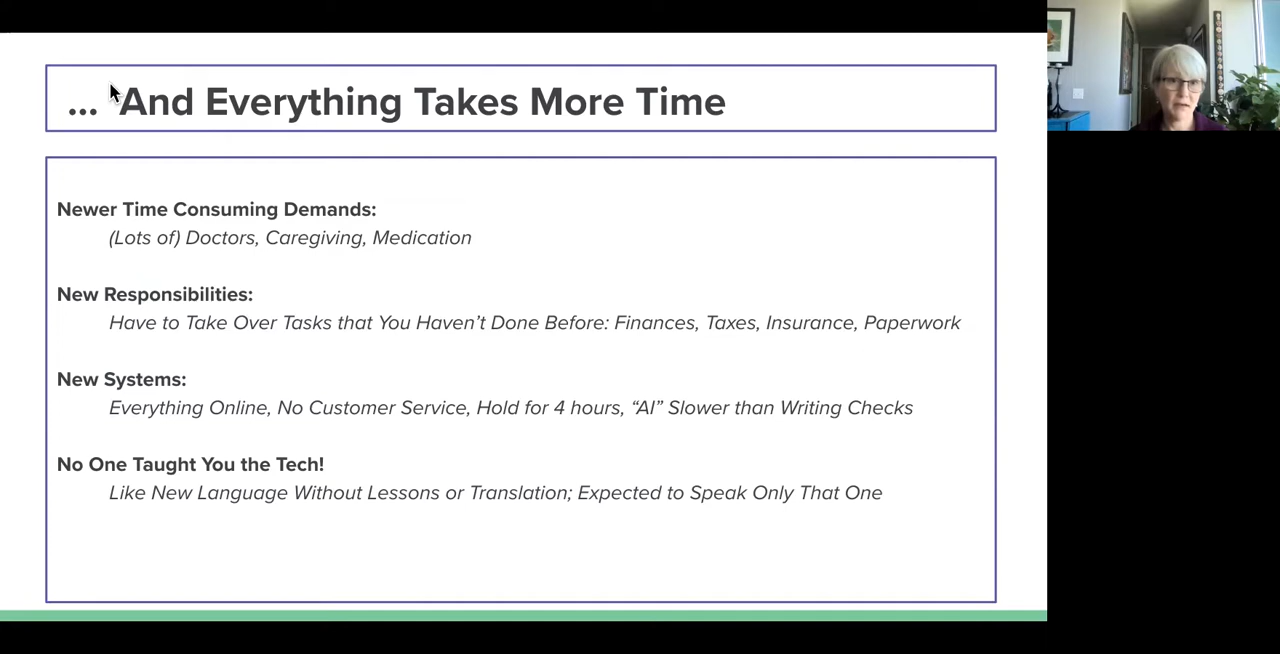 ... And Everything Takes More Time
Newer Time Consuming Demands:
(Lots of) Doctors, Caregiving, Medication
New Responsibilities:
Have to Take Over Tasks that You Haven’t Done Before: Finances, Taxes, Insurance, Paperwork
New Systems:
Everything Online, No Customer Service, Hold for 4 hours, “AI” Slower than Writing Checks
No One Taught You the Tech!
Like New Language Without Lessons or Translation; Expected to Speak Only That One